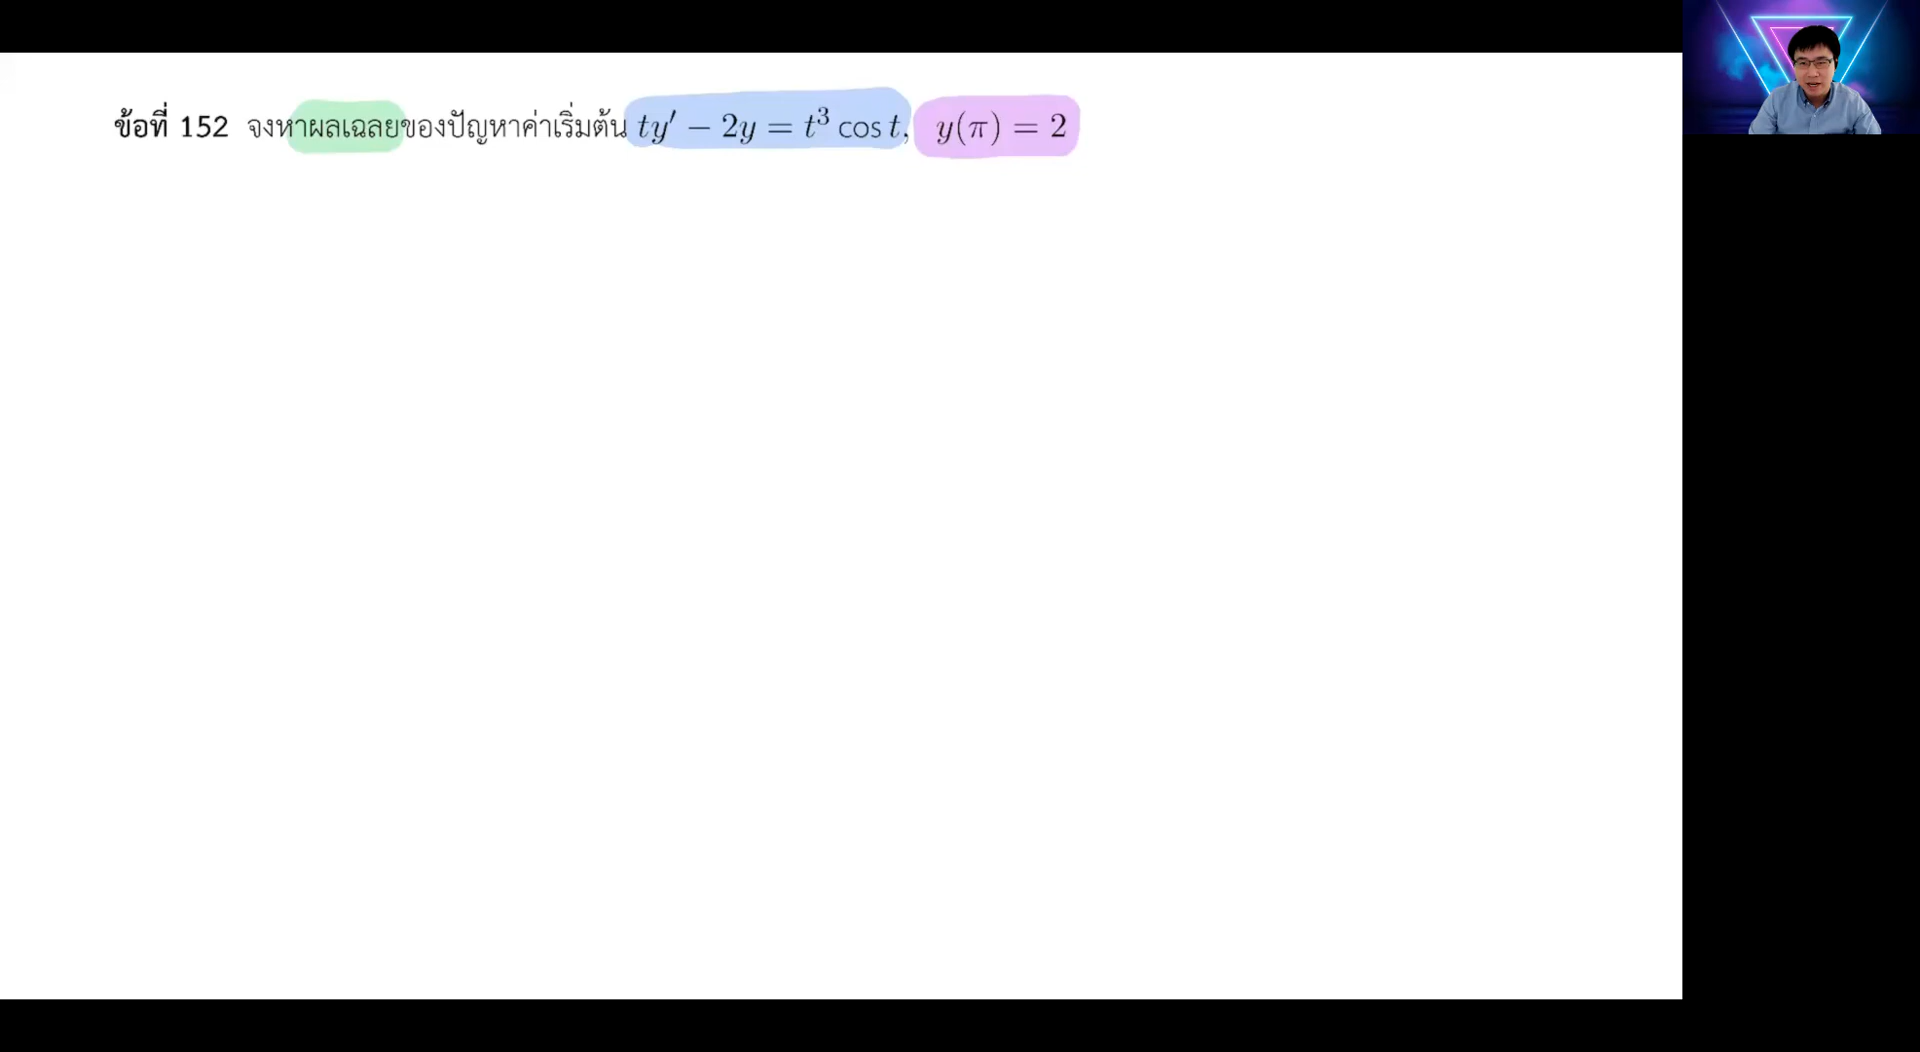 ข้อที่ 152 จงหาผลเฉลยของปัญหาค่าเริ่มต้น ty′ − 2y = t³ cos t, y(π) = 2